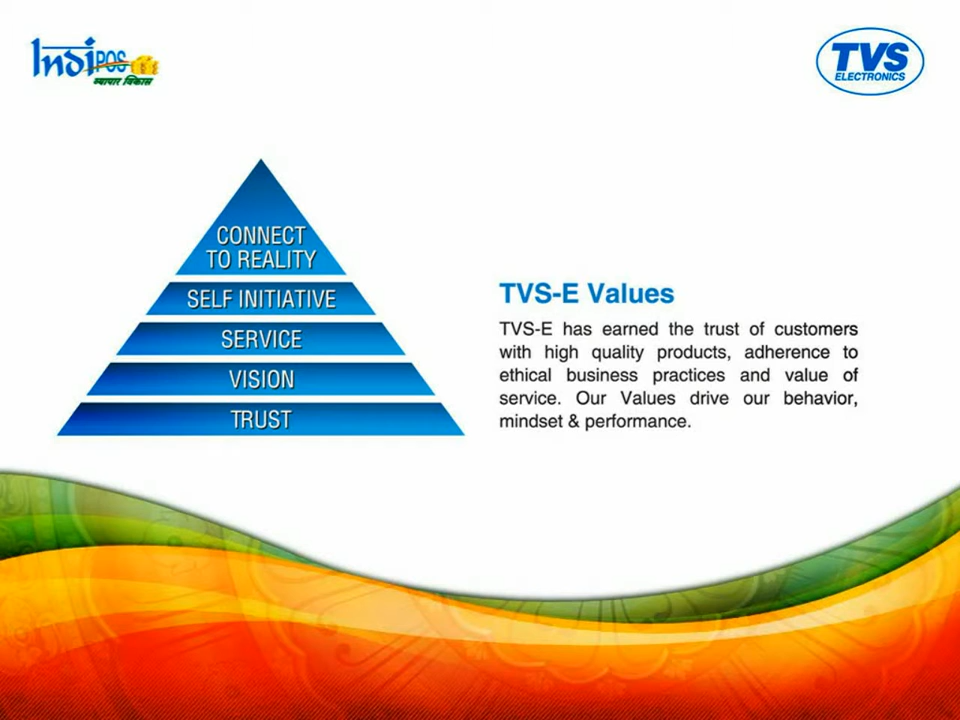 IndiPOS
व्यापार विकास
TVS
ELECTRONICS
CONNECT
TO REALITY
SELF INITIATIVE
SERVICE
VISION
TRUST
TVS-E Values
TVS-E has earned the trust of customers
with high quality products, adherence to
ethical business practices and value of
service. Our Values drive our behavior,
mindset & performance.